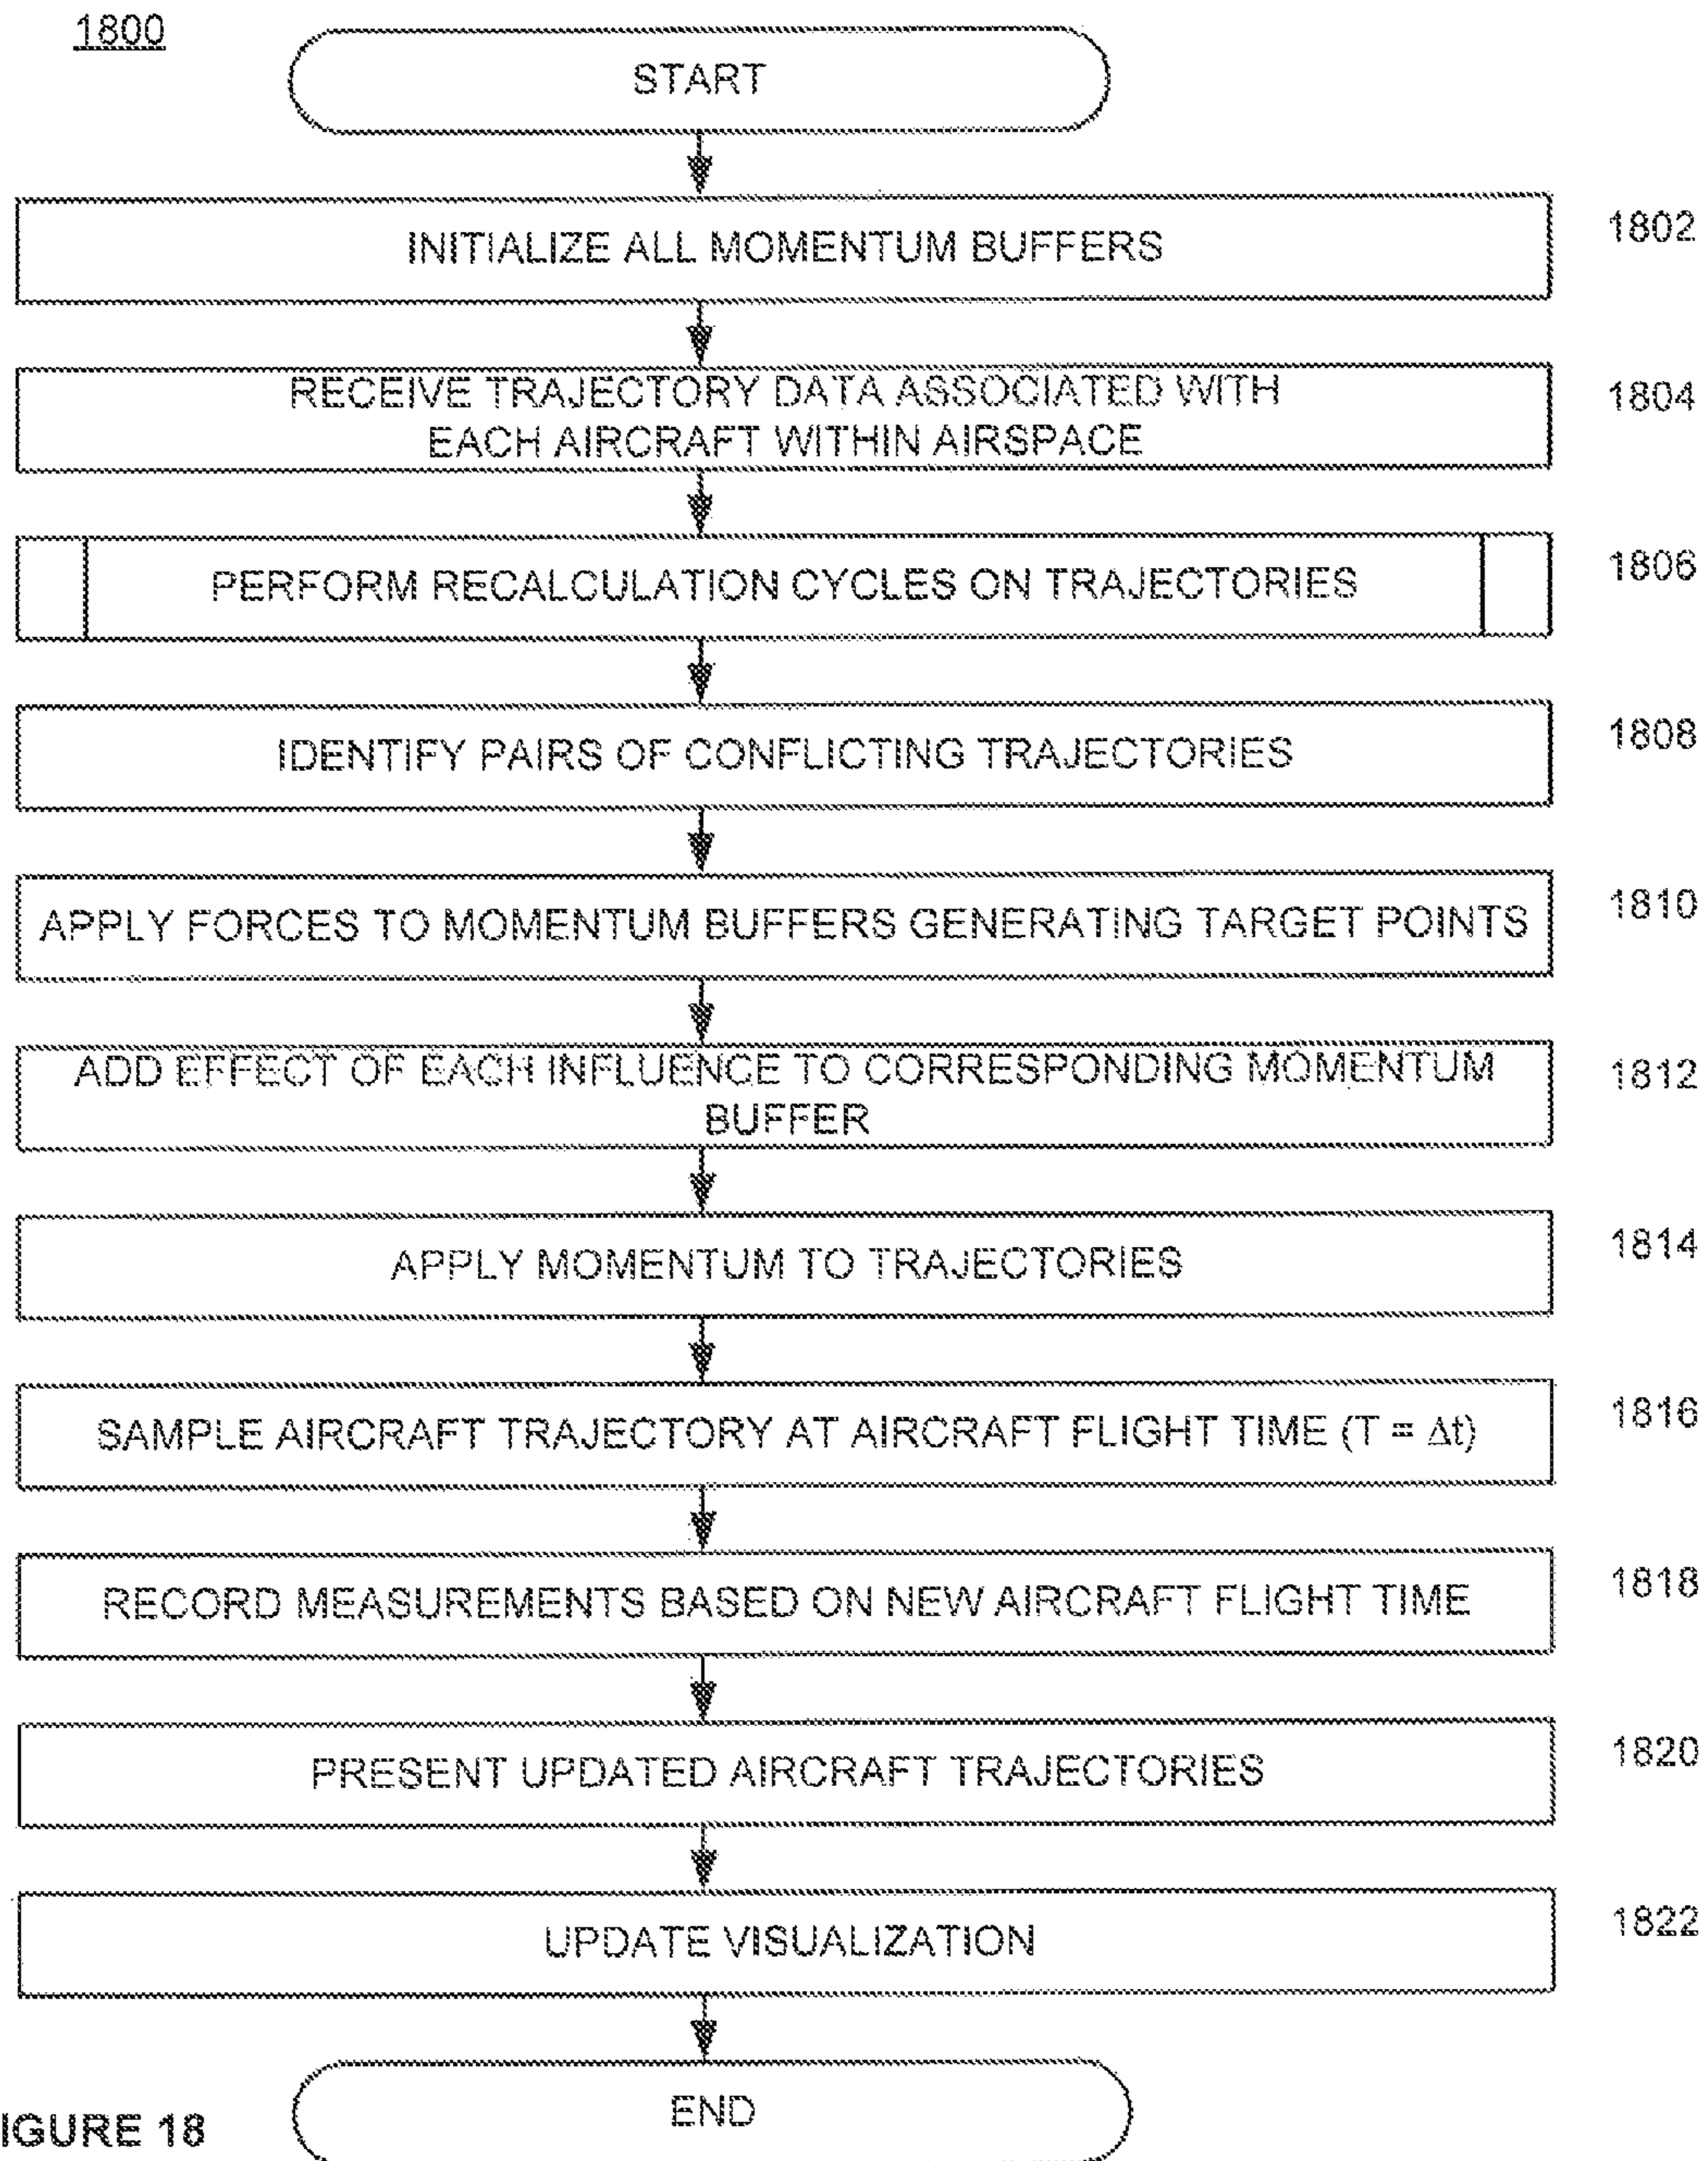 1800
START
INITIALIZE ALL MOMENTUM BUFFERS
1802
RECEIVE TRAJECTORY DATA ASSOCIATED WITH
EACH AIRCRAFT WITHIN AIRSPACE
1804
PERFORM RECALCULATION CYCLES ON TRAJECTORIES
1806
IDENTIFY PAIRS OF CONFLICTING TRAJECTORIES
1808
APPLY FORCES TO MOMENTUM BUFFERS GENERATING TARGET POINTS
1810
ADD EFFECT OF EACH INFLUENCE TO CORRESPONDING MOMENTUM
BUFFER
1812
APPLY MOMENTUM TO TRAJECTORIES
1814
SAMPLE AIRCRAFT TRAJECTORY AT AIRCRAFT FLIGHT TIME (T = Δt)
1816
RECORD MEASUREMENTS BASED ON NEW AIRCRAFT FLIGHT TIME
1818
PRESENT UPDATED AIRCRAFT TRAJECTORIES
1820
UPDATE VISUALIZATION
1822
END
IGURE 18